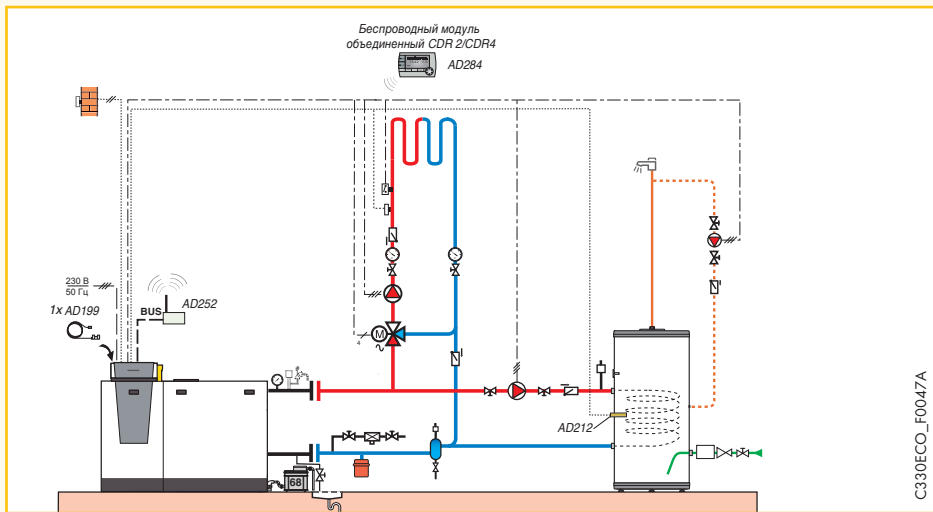 Беспроводный модуль
объединенный CDR 2/CDR4
AD284
230 В
50 Гц
BUS
AD252
1x AD199
M
4
AD212
68
C330ECO_F0047A